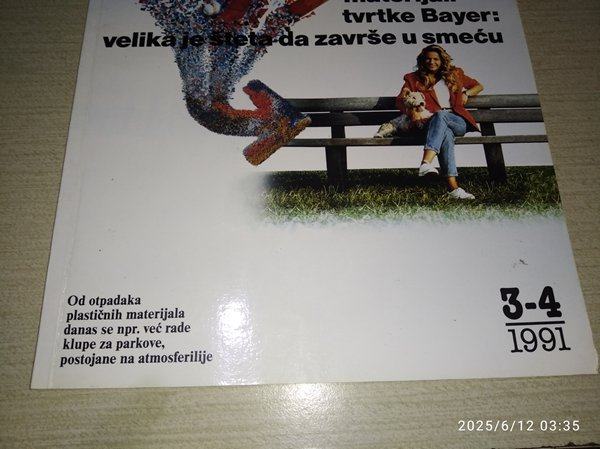 materijali
tvrtke Bayer:
velika je šteta da završe u smeću
Od otpadaka
plastičnih materijala
danas se npr. već rade
klupe za parkove,
postojane na atmosferilije
3-4
1991
2025/6/12 03:35